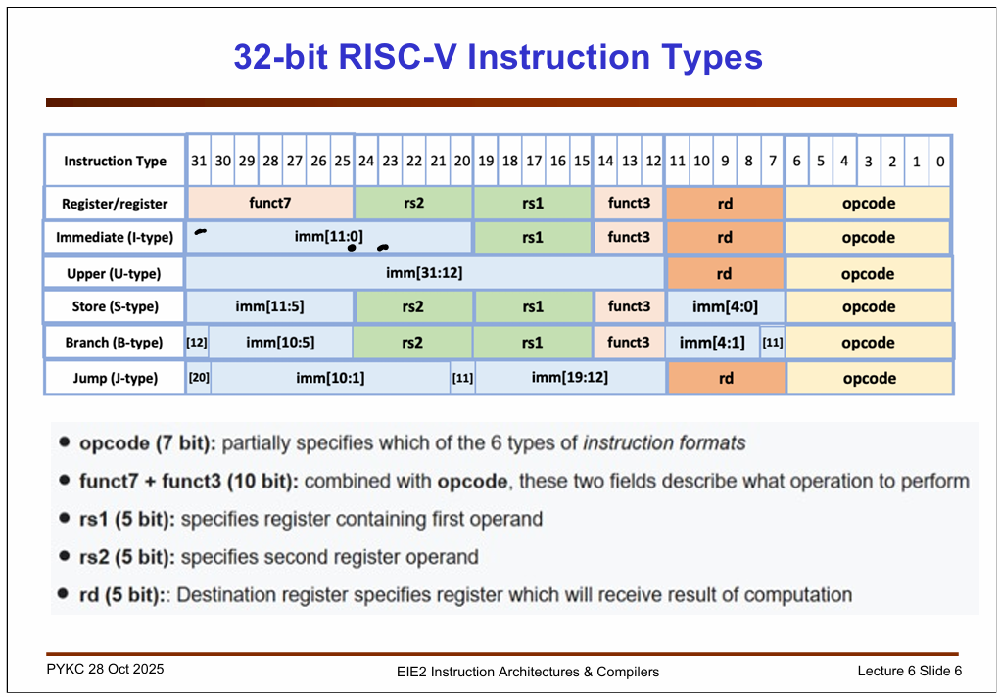 32-bit RISC-V Instruction Types
Instruction Type 31 30 29 28 27 26 25 24 23 22 21 20 19 18 17 16 15 14 13 12 11 10 9 8 7 6 5 4 3 2 1 0
Register/register funct7 rs2 rs1 funct3 rd opcode
Immediate (I-type) imm[11:0] rs1 funct3 rd opcode
Upper (U-type) imm[31:12] rd opcode
Store (S-type) imm[11:5] rs2 rs1 funct3 imm[4:0] opcode
Branch (B-type) [12] imm[10:5] rs2 rs1 funct3 imm[4:1] [11] opcode
Jump (J-type) [20] imm[10:1] [11] imm[19:12] rd opcode
● opcode (7 bit): partially specifies which of the 6 types of instruction formats
● funct7 + funct3 (10 bit): combined with opcode, these two fields describe what operation to perform
● rs1 (5 bit): specifies register containing first operand
● rs2 (5 bit): specifies second register operand
● rd (5 bit):: Destination register specifies register which will receive result of computation
PYKC 28 Oct 2025 EIE2 Instruction Architectures & Compilers Lecture 6 Slide 6